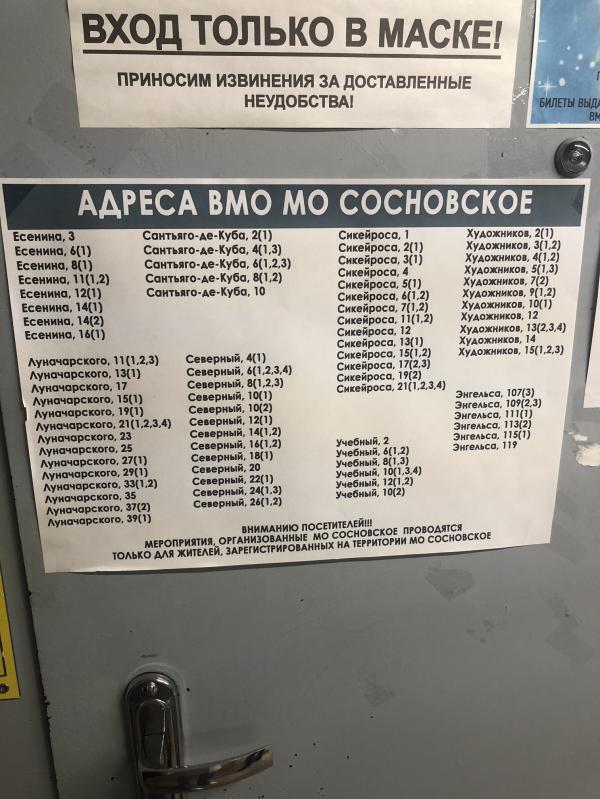 ВХОД ТОЛЬКО В МАСКЕ!
ПРИНОСИМ ИЗВИНЕНИЯ ЗА ДОСТАВЛЕННЫЕ
НЕУДОБСТВА!
БИЛЕТЫ ВЫДА
ВМ
АДРЕСА ВМО МО СОСНОВСКОЕ
Есенина, 3
Есенина, 6(1)
Есенина, 8(1)
Есенина, 11(1,2)
Есенина, 12(1)
Есенина, 14(1)
Есенина, 14(2)
Есенина, 16(1)
Сантьяго-де-Куба, 2(1)
Сантьяго-де-Куба, 4(1,3)
Сантьяго-де-Куба, 6(1,2,3)
Сантьяго-де-Куба, 8(1,2)
Сантьяго-де-Куба, 10
Сикейроса, 1
Сикейроса, 2(1)
Сикейроса, 3(1)
Сикейроса, 4
Сикейроса, 5(1)
Сикейроса, 6(1,2)
Сикейроса, 7(1,2)
Сикейроса, 11(1,2)
Сикейроса, 12
Сикейроса, 13(1)
Сикейроса, 15(1,2)
Сикейроса, 17(2,3)
Сикейроса, 19(2)
Сикейроса, 21(1,2,3,4)
Художников, 2(1)
Художников, 3(1,2)
Художников, 4(1,2)
Художников, 5(1,3)
Художников, 7(2)
Художников, 9(1,2)
Художников, 10(1)
Художников, 12
Художников, 13(2,3,4)
Художников, 14
Художников, 15(1,2,3)
Луначарского, 11(1,2,3)
Луначарского, 13(1)
Луначарского, 17
Луначарского, 15(1)
Луначарского, 19(1)
Луначарского, 21(1,2,3,4)
Луначарского, 23
Луначарского, 25
Луначарского, 27(1)
Луначарского, 29(1)
Луначарского, 33(1,2)
Луначарского, 35
Луначарского, 37(2)
Луначарского, 39(1)
Северный, 4(1)
Северный, 6(1,2,3,4)
Северный, 8(1,2,3)
Северный, 10(1)
Северный, 10(2)
Северный, 12(1)
Северный, 14(1,2)
Северный, 16(1,2)
Северный, 18(1)
Северный, 20
Северный, 22(1)
Северный, 24(1,3)
Северный, 26(1,2)
Учебный, 2
Учебный, 6(1,2)
Учебный, 8(1,3)
Учебный, 10(1,3,4)
Учебный, 12(1,2)
Учебный, 10(2)
Энгельса, 107(3)
Энгельса, 109(2,3)
Энгельса, 111(1)
Энгельса, 113(2)
Энгельса, 115(1)
Энгельса, 119
ВНИМАНИЮ ПОСЕТИТЕЛЕЙ!!!
МЕРОПРИЯТИЯ, ОРГАНИЗОВАННЫЕ МО СОСНОВСКОЕ ПРОВОДЯТСЯ
ТОЛЬКО ДЛЯ ЖИТЕЛЕЙ, ЗАРЕГИСТРИРОВАННЫХ НА ТЕРРИТОРИИ МО СОСНОВСКОЕ